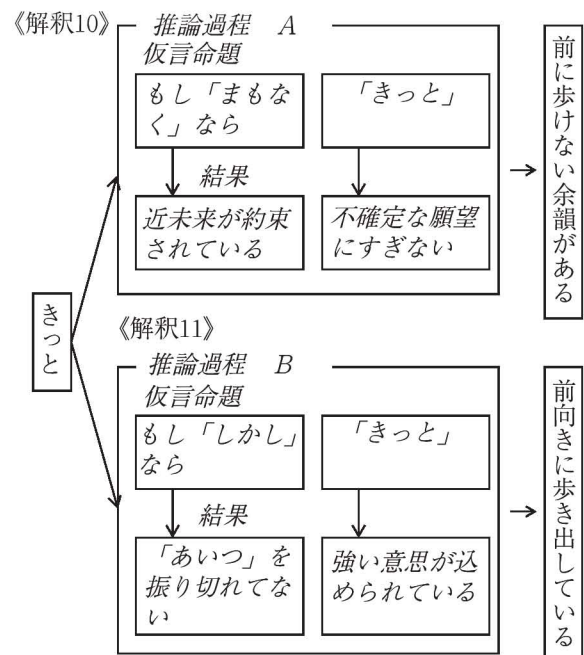 《解釈10》
推論過程 A
仮言命題
もし「まもな
く」なら
「きっと」
結果
近未来が約束
されている
不確定な願望
にすぎない
前に歩けない余韻がある
きっと
《解釈11》
推論過程 B
仮言命題
もし「しかし」
なら
「きっと」
結果
「あいつ」を
振り切れてな
い
強い意思が込
められている
前向きに歩き出している